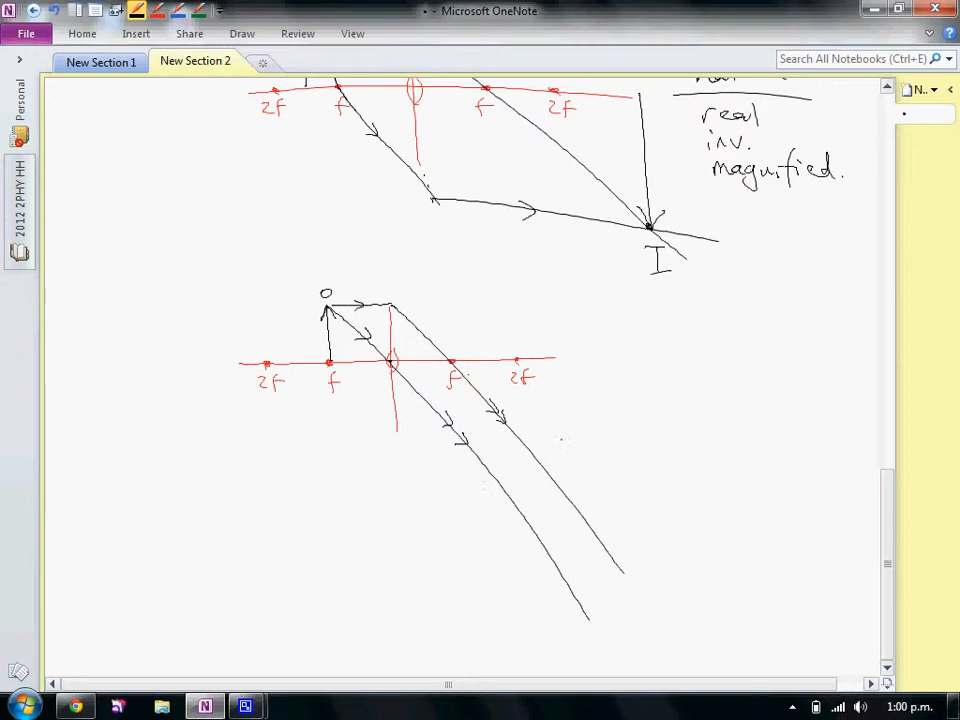 Microsoft OneNote
File Home Insert Share Draw Review View
New Section 1 New Section 2
Search All Notebooks (Ctrl+E)
N..
Personal
2012 2PHY HH
2F F F 2F
real
inv.
magnified.
I
O
2F F F 2F
1:00 p.m.